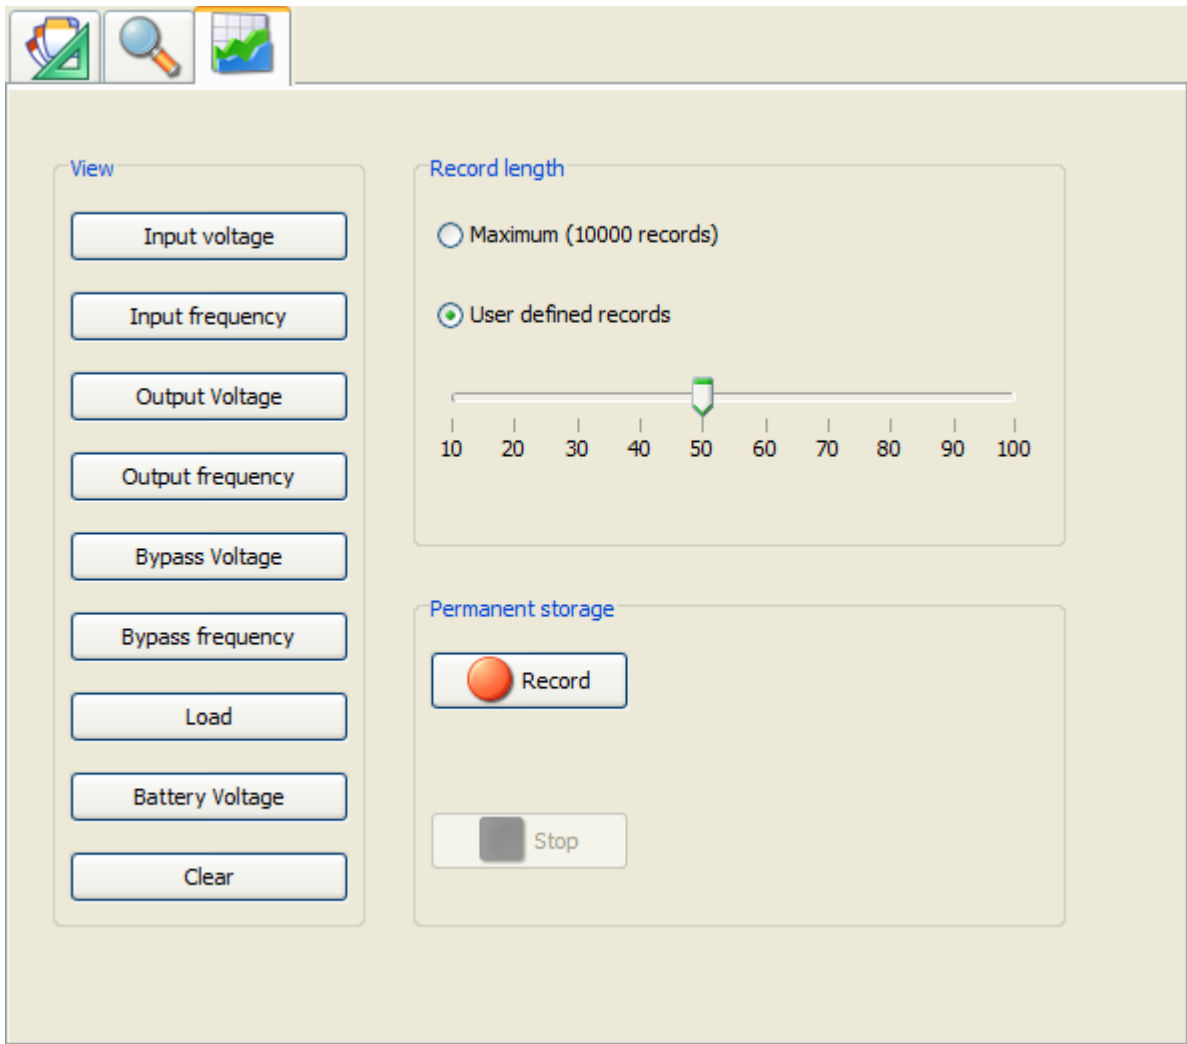 View
Input voltage
Input frequency
Output Voltage
Output frequency
Bypass Voltage
Bypass frequency
Load
Battery Voltage
Clear
Record length
Maximum (10000 records)
User defined records
10 20 30 40 50 60 70 80 90 100
Permanent storage
Record
Stop